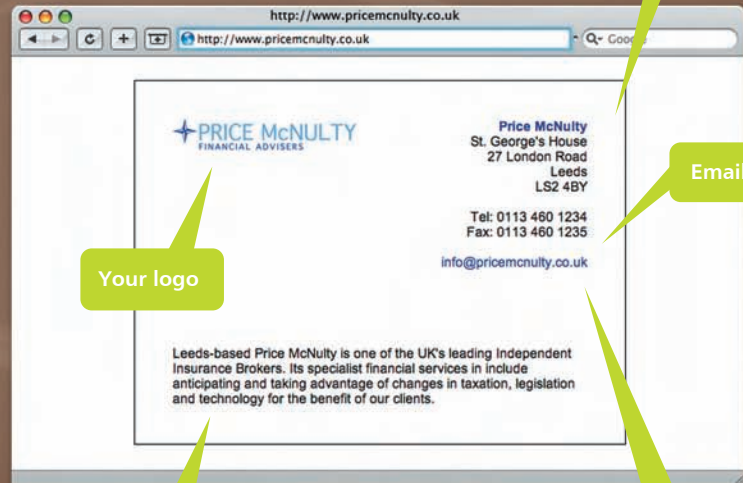 http://www.pricemcnulty.co.uk
http://www.pricemcnulty.co.uk
PRICE McNULTY
FINANCIAL ADVISERS
Price McNulty
St. George's House
27 London Road
Leeds
LS2 4BY
Tel: 0113 460 1234
Fax: 0113 460 1235
info@pricemcnulty.co.uk
Email
Your logo
Leeds-based Price McNulty is one of the UK's leading Independent
Insurance Brokers. Its specialist financial services in include
anticipating and taking advantage of changes in taxation, legislation
and technology for the benefit of our clients.